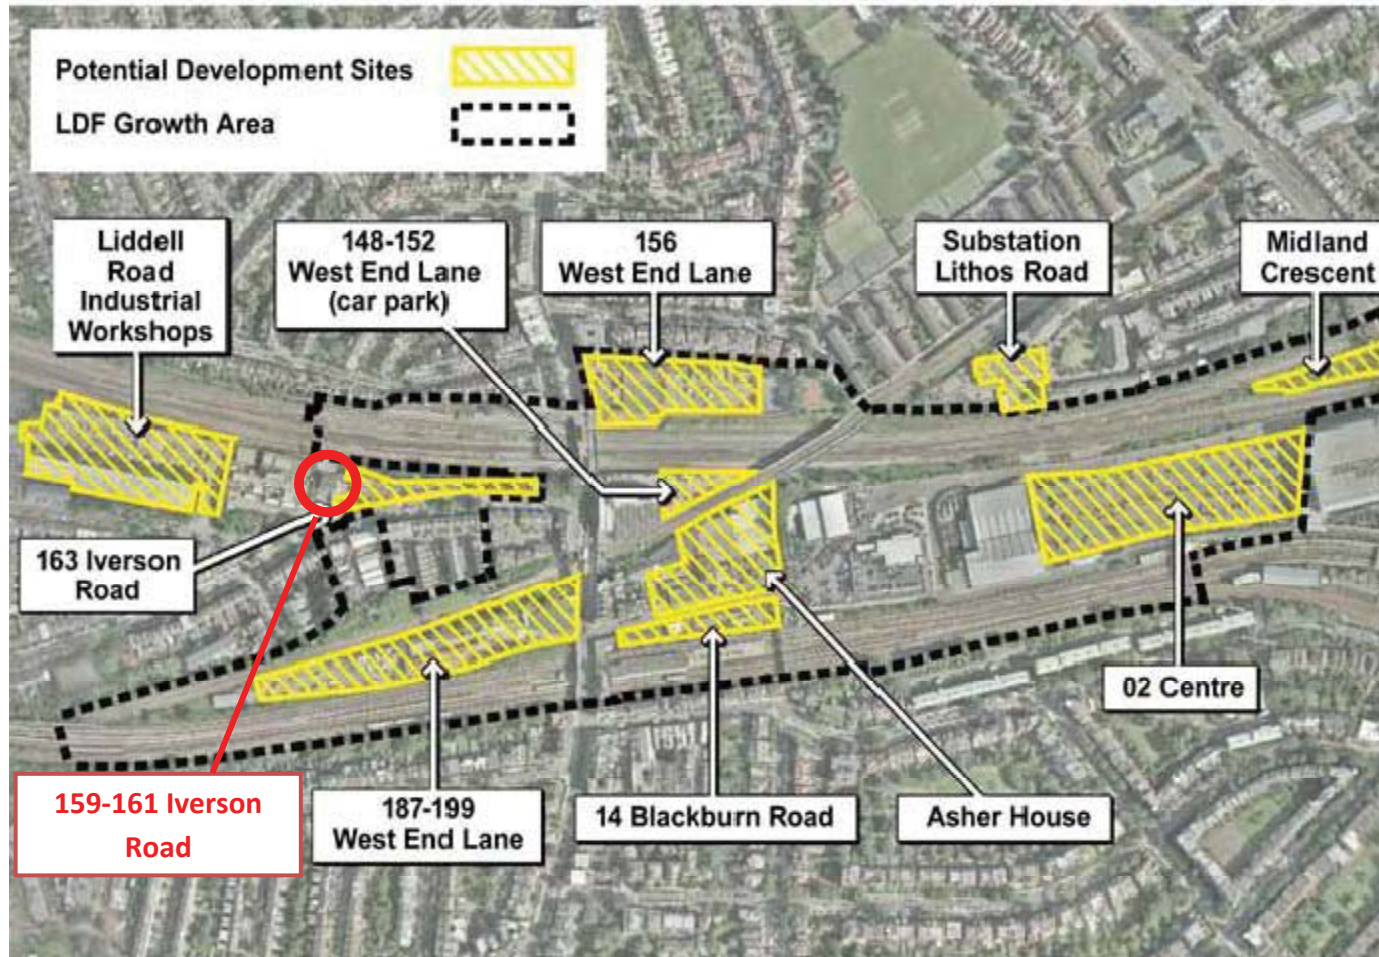 Potential Development Sites
LDF Growth Area
Liddell
Road
Industrial
Workshops
148-152
West End Lane
(car park)
156
West End Lane
Substation
Lithos Road
Midland
Crescent
163 Iverson
Road
02 Centre
159-161 Iverson
Road
187-199
West End Lane
14 Blackburn Road
Asher House